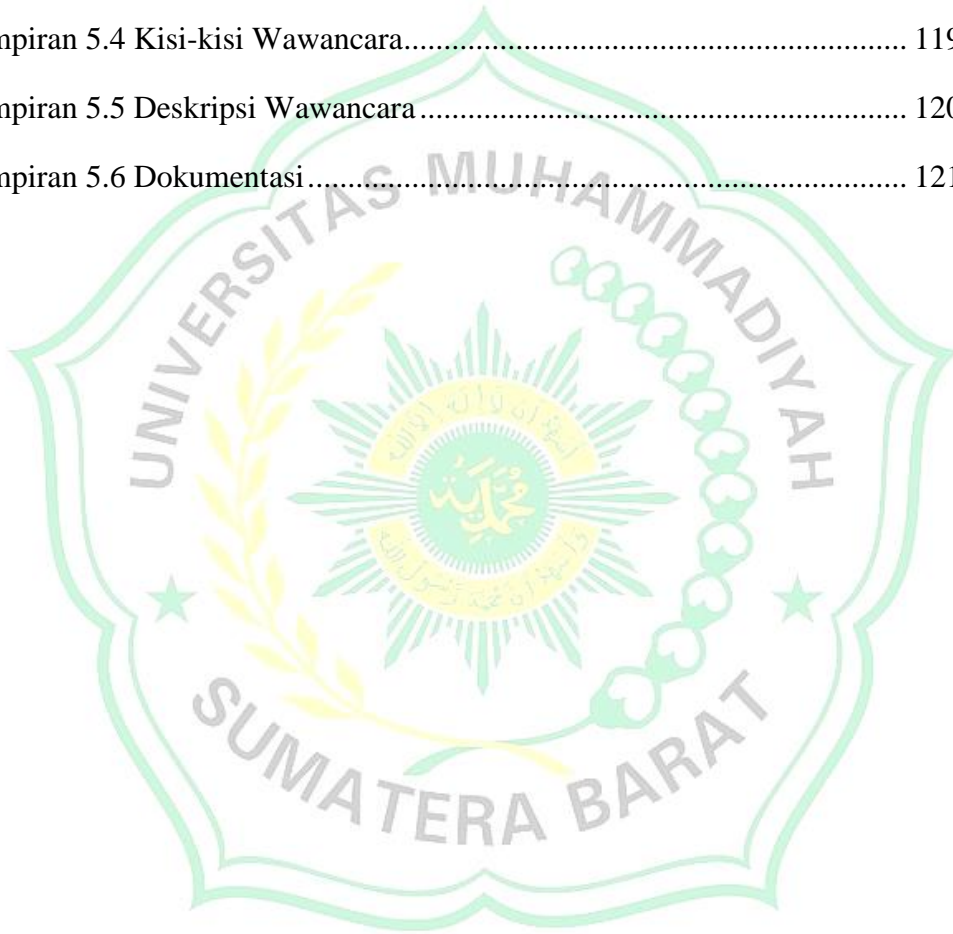 mpiran 5.4 Kisi-kisi Wawancara............................................................... 119
mpiran 5.5 Deskripsi Wawancara............................................................. 120
mpiran 5.6 Dokumentasi........................................................................... 121
UNIVERSITAS MUHAMMADIYAH
SUMATERA BARAT